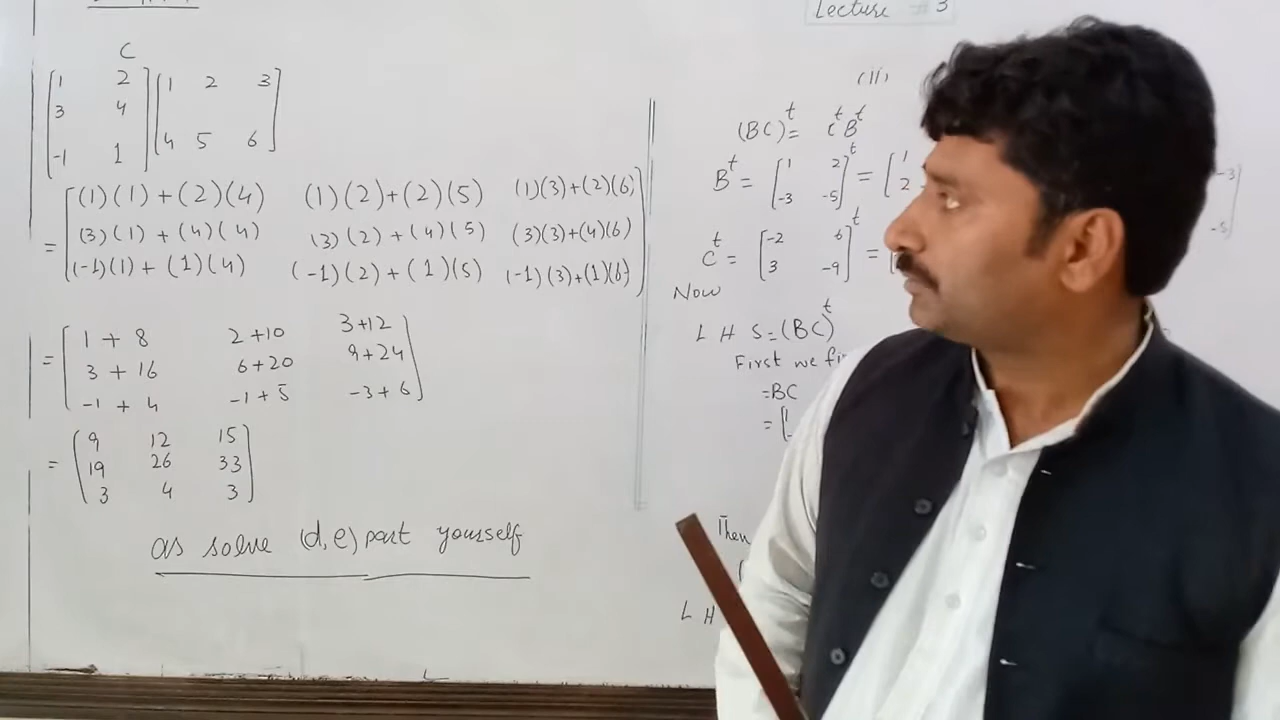 Lecture # 3
C
[1 2] [1 2 3]
[3 4]
[-1 1] [4 5 6]
= [(1)(1)+(2)(4) (1)(2)+(2)(5) (1)(3)+(2)(6)]
[(3)(1)+(4)(4) (3)(2)+(4)(5) (3)(3)+(4)(6)]
[(-1)(1)+(1)(4) (-1)(2)+(1)(5) (-1)(3)+(1)(6)]
= [1+8 2+10 3+12]
[3+16 6+20 9+24]
[-1+4 -1+5 -3+6]
= [9 12 15]
[19 26 33]
[3 4 3]
as solve (d,e) part yourself
(ii)
(BC)^t = C^t B^t
B^t = [1 2]^t = [1 -3]
[-3 -5] [2 -5]
C^t = [-2 6]^t = [
[3 -9]
Now
L H S = (BC)^t
First we
=BC
= [1
Then
L H